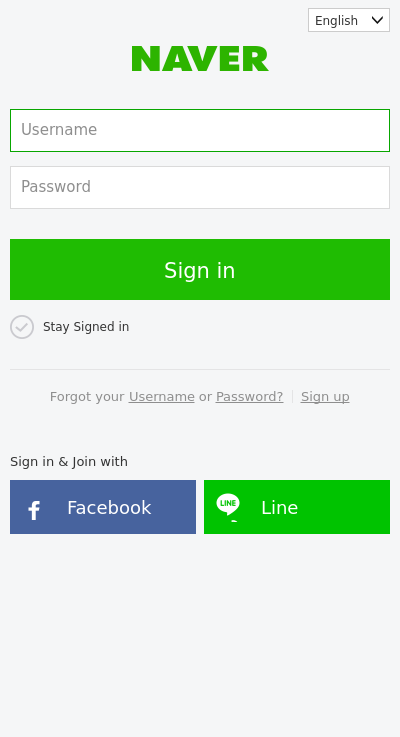 English
NAVER
Username
Password
Sign in
Stay Signed in
Forgot your Username or Password? Sign up
Sign in & Join with
f Facebook
LINE Line